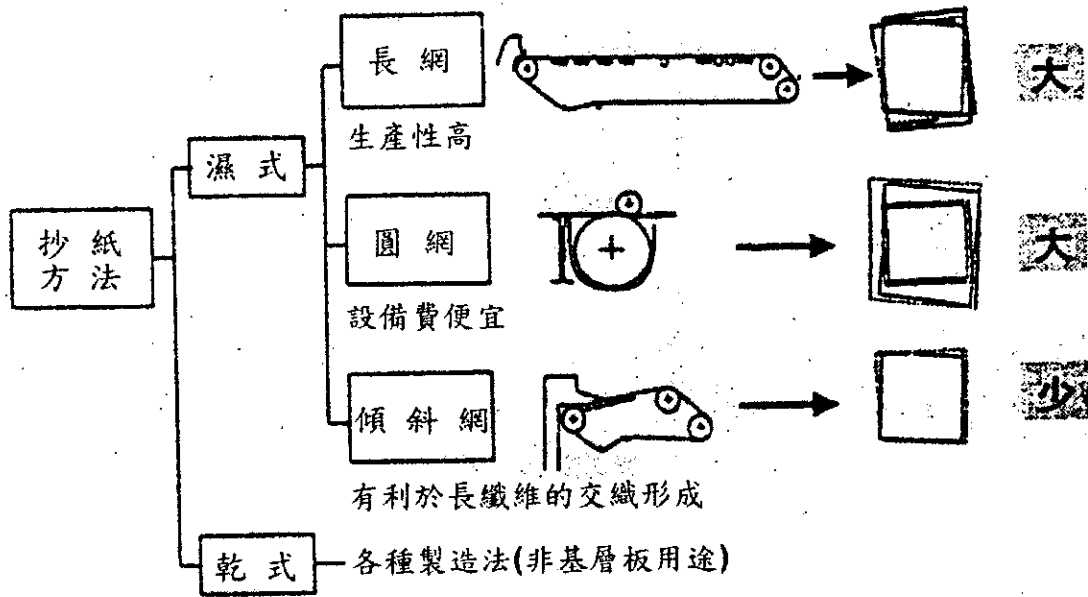 抄紙
方法
濕式
長網
生產性高
大
圓網
設備費便宜
大
傾斜網
有利於長纖維的交織形成
少
乾式
各種製造法(非基層板用途)